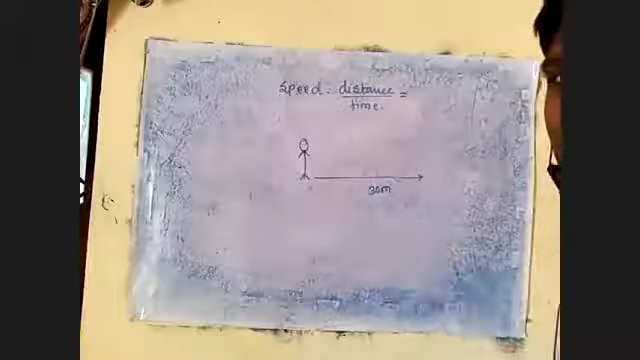 Speed = distance =
time.
30m